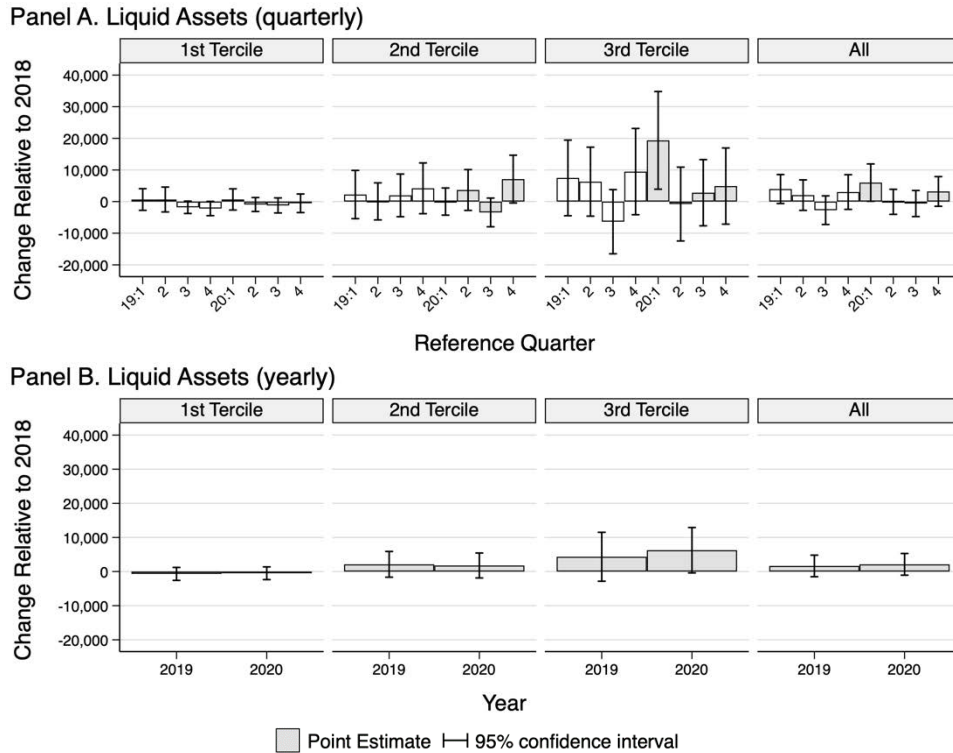 Panel A. Liquid Assets (quarterly)
1st Tercile 2nd Tercile 3rd Tercile All
Change Relative to 2018
40,000
30,000
20,000
10,000
0
-10,000
-20,000
19:1 2 3 4 20:1 2 3 4 19:1 2 3 4 20:1 2 3 4 19:1 2 3 4 20:1 2 3 4 19:1 2 3 4 20:1 2 3 4
Reference Quarter
Panel B. Liquid Assets (yearly)
1st Tercile 2nd Tercile 3rd Tercile All
Change Relative to 2018
40,000
30,000
20,000
10,000
0
-10,000
-20,000
2019 2020 2019 2020 2019 2020 2019 2020
Year
Point Estimate 95% confidence interval